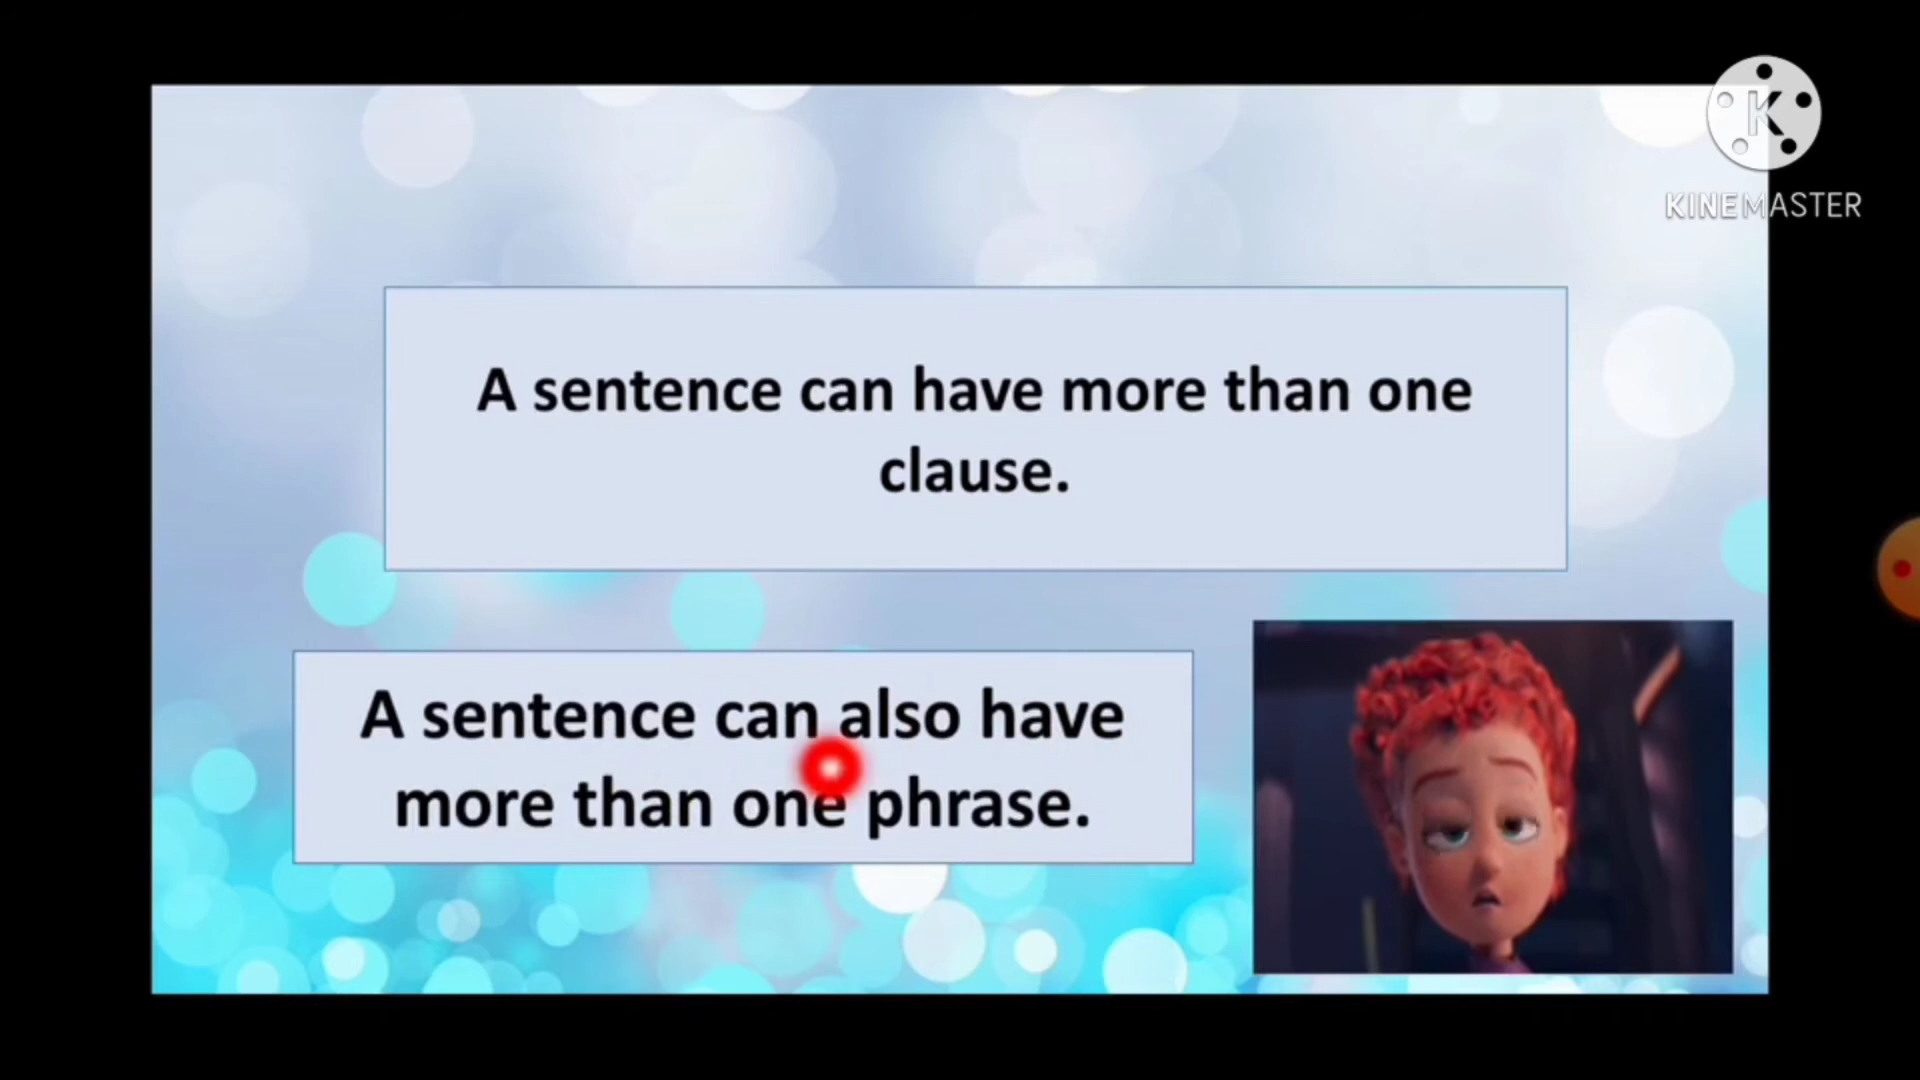 K
KINEMASTER
A sentence can have more than one
clause.
A sentence can also have
more than one phrase.